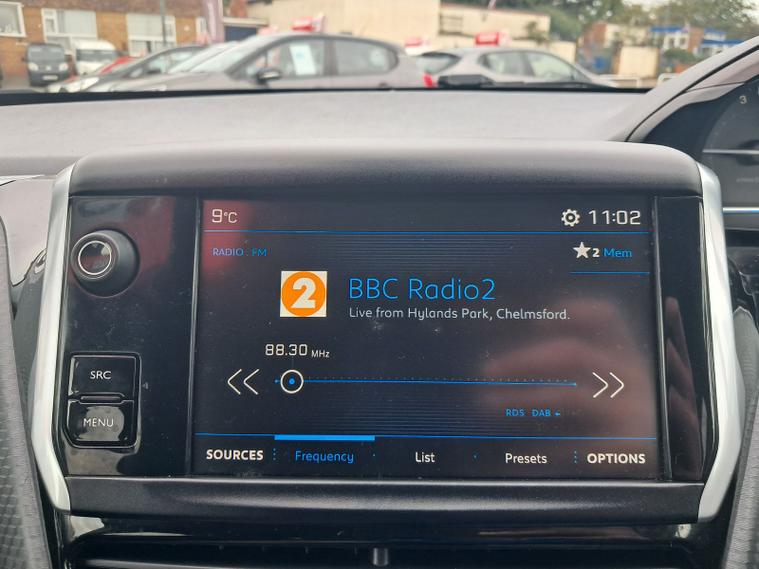 9°C
11:02
RADIO : FM
★2 Mem
2
BBC Radio2
Live from Hylands Park, Chelmsford.
88.30 MHz
SRC
MENU
RDS DAB
SOURCES Frequency List Presets OPTIONS
3